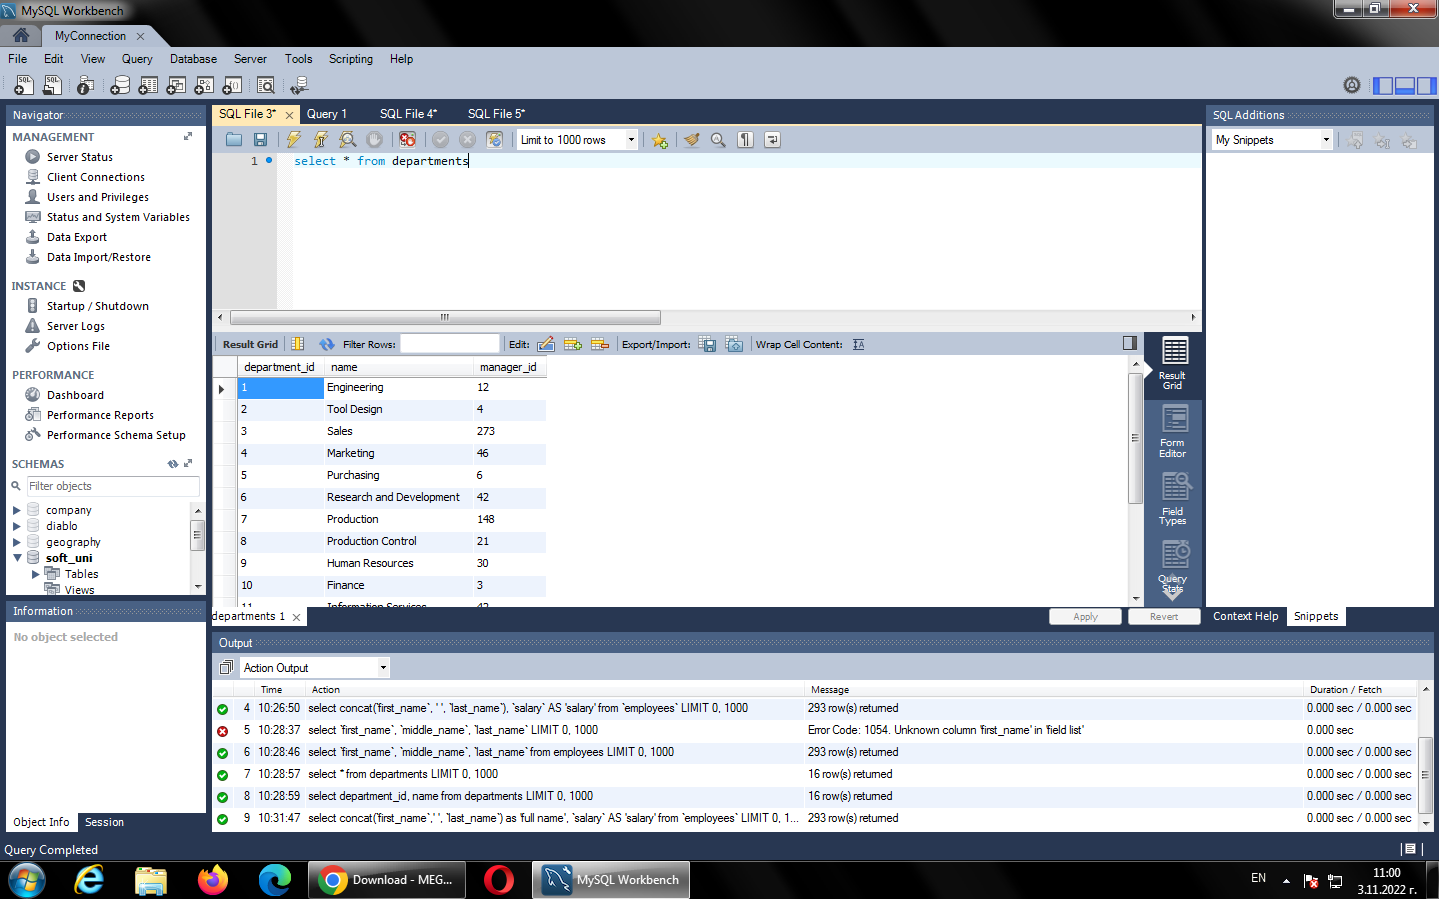 MySQL Workbench
MyConnection
File Edit View Query Database Server Tools Scripting Help
Navigator
MANAGEMENT
Server Status
Client Connections
Users and Privileges
Status and System Variables
Data Export
Data Import/Restore
INSTANCE
Startup / Shutdown
Server Logs
Options File
PERFORMANCE
Dashboard
Performance Reports
Performance Schema Setup
SCHEMAS
Filter objects
company
diablo
geography
soft_uni
Tables
Views
Information
No object selected
Object Info Session
SQL File 3* Query 1 SQL File 4* SQL File 5*
Limit to 1000 rows
1 select * from departments
Result Grid Filter Rows: Edit: Export/Import: Wrap Cell Content:
department_id name manager_id
1 Engineering 12
2 Tool Design 4
3 Sales 273
4 Marketing 46
5 Purchasing 6
6 Research and Development 42
7 Production 148
8 Production Control 21
9 Human Resources 30
10 Finance 3
11 Information Services 42
Result
Grid
Form
Editor
Field
Types
Query
Stats
departments 1 Apply Revert
SQL Additions
My Snippets
Context Help Snippets
Output
Action Output
Time Action Message Duration / Fetch
4 10:26:50 select concat(`first_name`, ' ', `last_name`), `salary` AS 'salary' from `employees` LIMIT 0, 1000 293 row(s) returned 0.000 sec / 0.000 sec
5 10:28:37 select `first_name`, `middle_name`, `last_name` LIMIT 0, 1000 Error Code: 1054. Unknown column 'first_name' in 'field list' 0.000 sec
6 10:28:46 select `first_name`, `middle_name`, `last_name` from employees LIMIT 0, 1000 293 row(s) returned 0.000 sec / 0.000 sec
7 10:28:57 select * from departments LIMIT 0, 1000 16 row(s) returned 0.000 sec / 0.000 sec
8 10:28:59 select department_id, name from departments LIMIT 0, 1000 16 row(s) returned 0.000 sec / 0.000 sec
9 10:31:47 select concat(`first_name`,' ', `last_name`) as 'full name', `salary` AS 'salary' from `employees` LIMIT 0, 1... 293 row(s) returned 0.000 sec / 0.000 sec
Query Completed
Download - MEG...
MySQL Workbench
EN
11:00
3.11.2022 г.